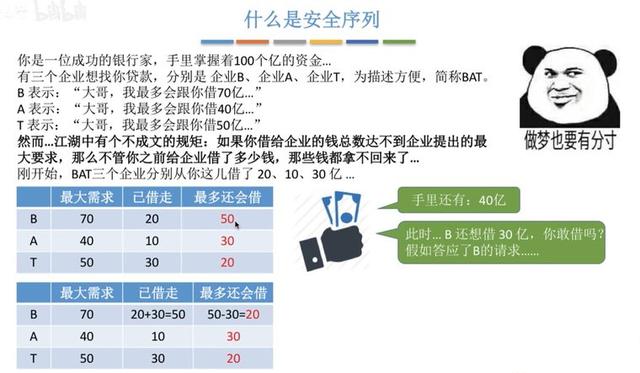 什么是安全序列
你是一位成功的银行家，手里掌握着100个亿的资金…
有三个企业想找你贷款，分别是 企业B、企业A、企业T，为描述方便，简称BAT。
B 表示：“大哥，我最多会跟你借70亿…”
A 表示：“大哥，我最多会跟你借40亿…”
T 表示：“大哥，我最多会跟你借50亿…”
然而…江湖中有个不成文的规矩：如果你借给企业的钱总数达不到企业提出的最
大要求，那么不管你之前给企业借了多少钱，那些钱都拿不回来了…
刚开始，BAT三个企业分别从你这儿借了 20、10、30 亿 …
做梦也要有分寸
最大需求 已借走 最多还会借
B 70 20 50
A 40 10 30
T 50 30 20
手里还有：40亿
此时… B 还想借 30 亿，你敢借吗？
假如答应了B的请求……
最大需求 已借走 最多还会借
B 70 20+30=50 50-30=20
A 40 10 30
T 50 30 20